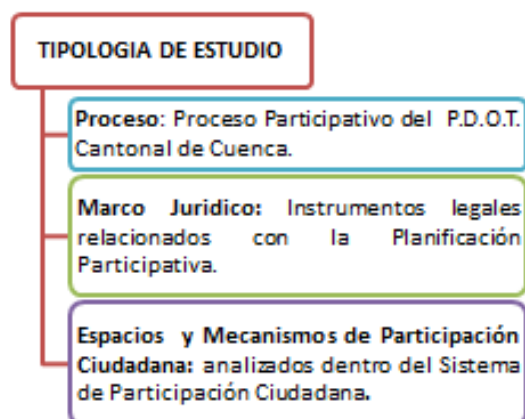 TIPOLOGIA DE ESTUDIO
Proceso: Proceso Participativo del P.D.O.T.
Cantonal de Cuenca.
Marco Juridico: Instrumentos legales
relacionados con la Planificación
Participativa.
Espacios y Mecanismos de Participación
Ciudadana: analizados dentro del Sistema
de Participación Ciudadana.